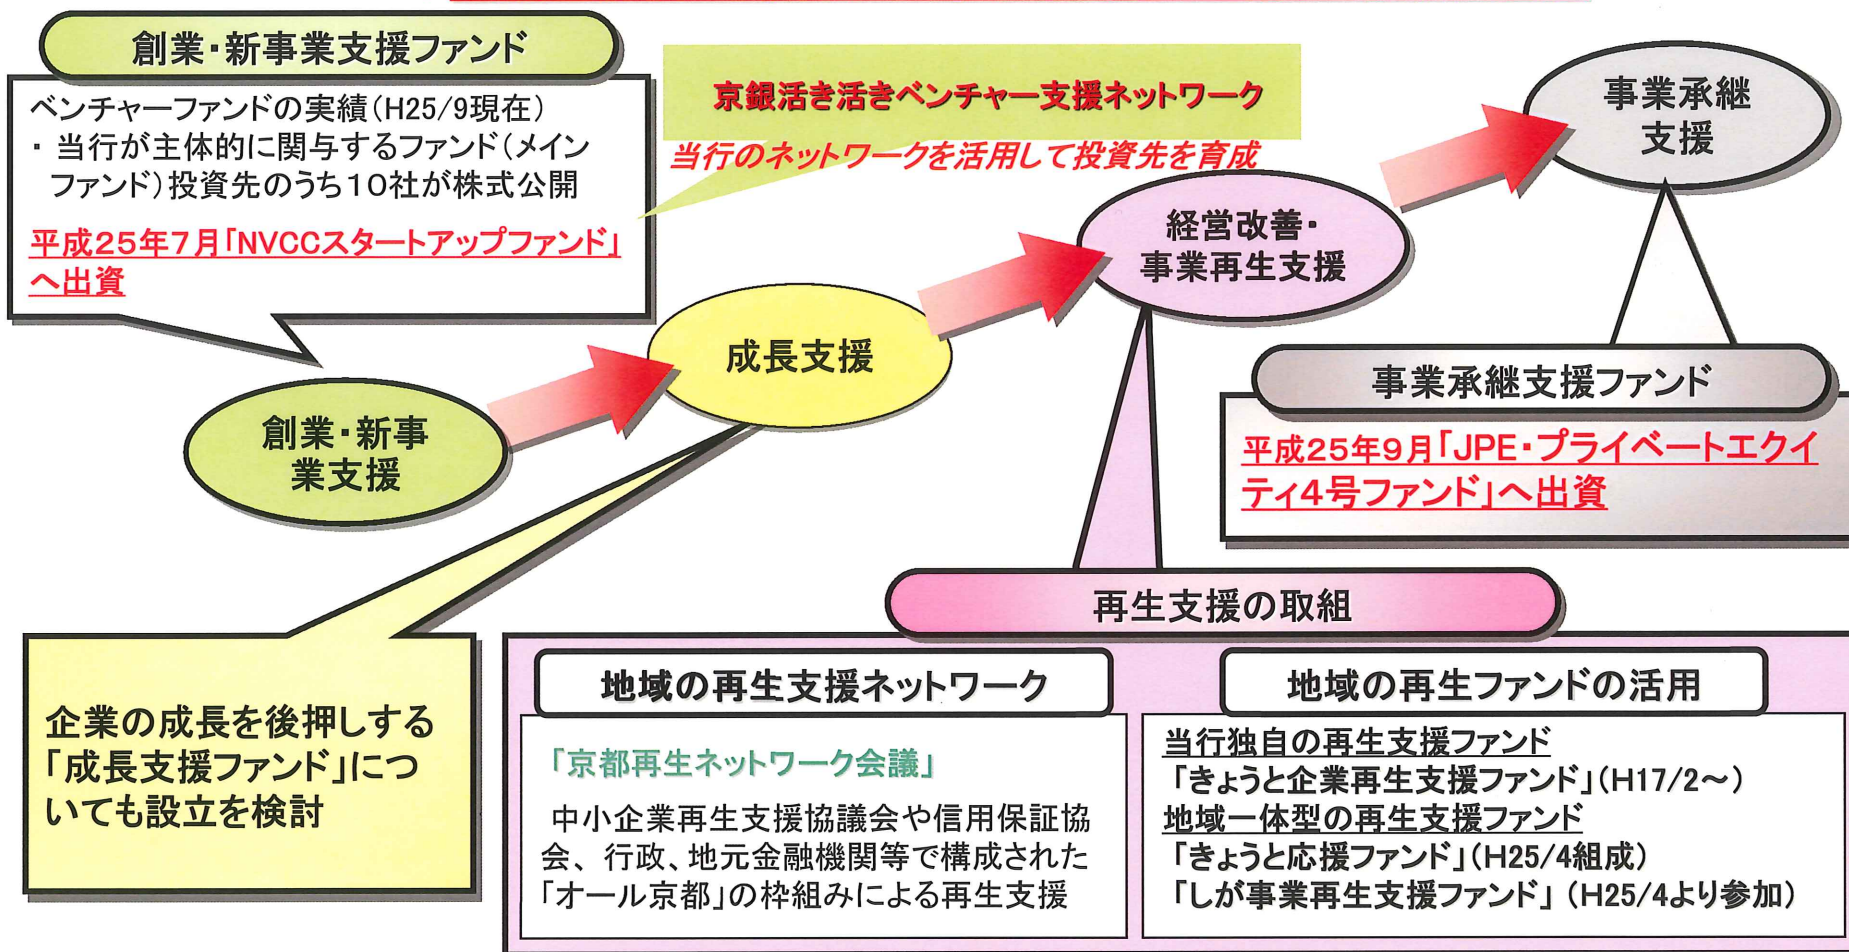 創業・新事業支援ファンド
ベンチャーファンドの実績(H25/9現在)
・ 当行が主体的に関与するファンド(メイン
ファンド)投資先のうち10社が株式公開
平成25年7月「NVCCスタートアップファンド」
へ出資
京銀活き活きベンチャー支援ネットワーク
当行のネットワークを活用して投資先を育成
事業承継
支援
経営改善・
事業再生支援
成長支援
創業・新事
業支援
事業承継支援ファンド
平成25年9月「JPE・プライベートエクイ
ティ4号ファンド」へ出資
企業の成長を後押しする
「成長支援ファンド」につ
いても設立を検討
再生支援の取組
地域の再生支援ネットワーク
「京都再生ネットワーク会議」
中小企業再生支援協議会や信用保証協
会、行政、地元金融機関等で構成された
「オール京都」の枠組みによる再生支援
地域の再生ファンドの活用
当行独自の再生支援ファンド
「きょうと企業再生支援ファンド」(H17/2~)
地域一体型の再生支援ファンド
「きょうと応援ファンド」(H25/4組成)
「しが事業再生支援ファンド」 (H25/4より参加)